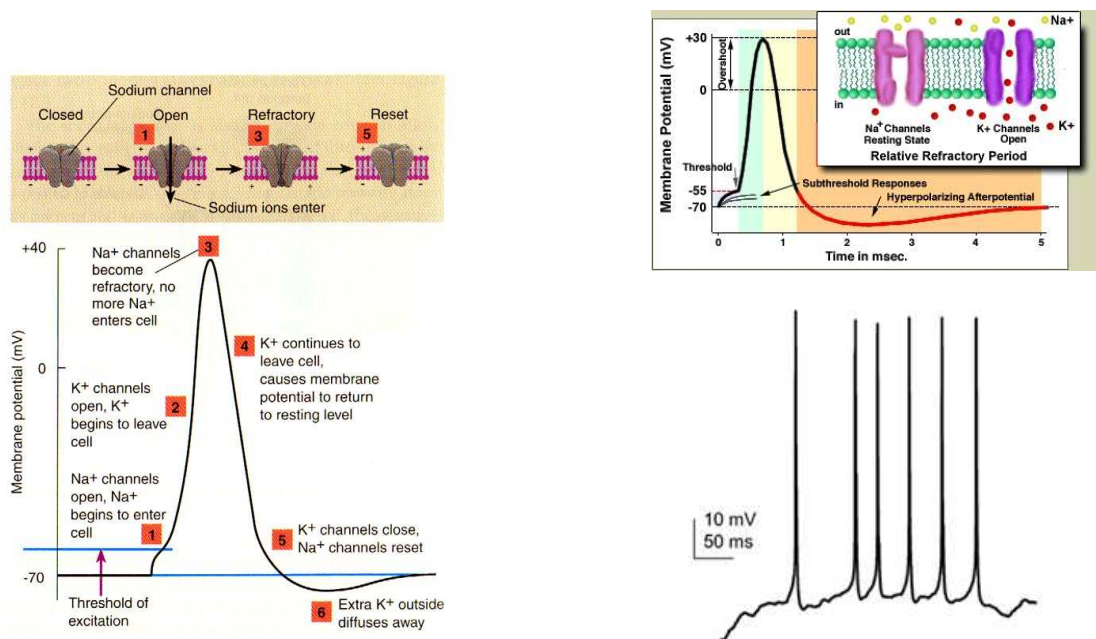 Sodium channel
Closed
Open
Refractory
Reset
1
3
5
+ +
+ +
+ +
+ +
- -
- -
+ +
- -
Sodium ions enter
+40
0
-70
Membrane potential (mV)
3
Na+ channels
become
refractory, no
more Na+
enters cell
4
K+ continues to
leave cell,
causes membrane
potential to return
to resting level
K+ channels
open, K+
begins to leave
cell
2
Na+ channels
open, Na+
begins to enter
cell
1
5
K+ channels close,
Na+ channels reset
Threshold of
excitation
6
Extra K+ outside
diffuses away
+30
0
-55
-70
Membrane Potential (mV)
Overshoot
Threshold
Subthreshold Responses
Hyperpolarizing Afterpotential
0 1 2 3 4 5
Time in msec.
Na+
out
in
K+
Na+ Channels
Resting State
K+ Channels
Open
Relative Refractory Period
10 mV
50 ms